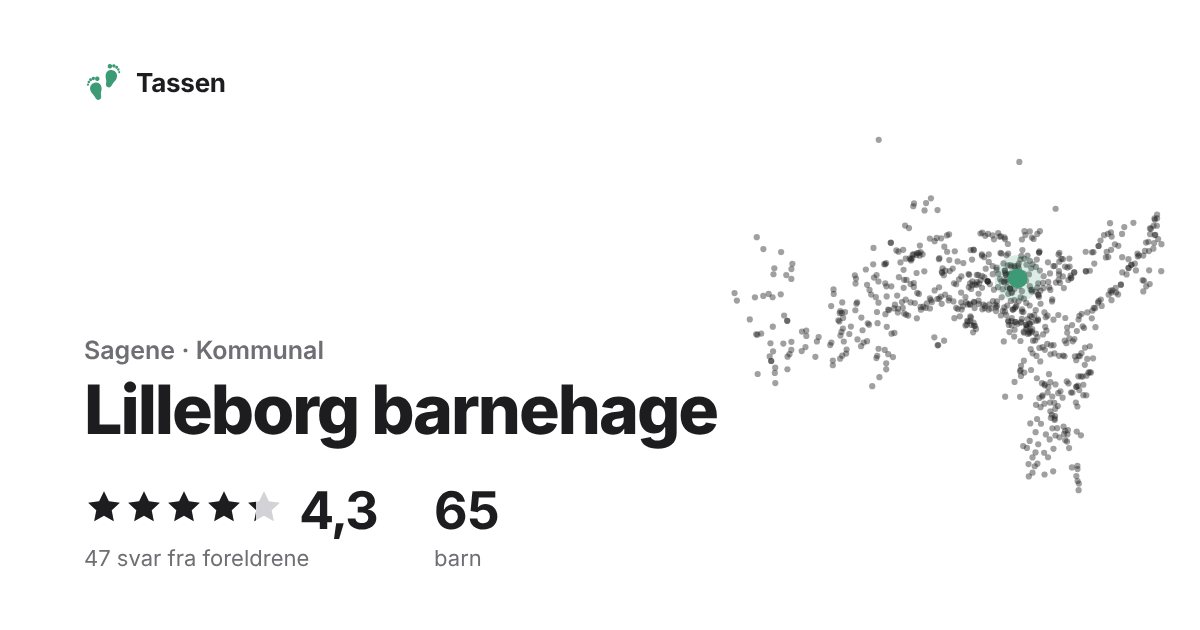 Tassen
Sagene · Kommunal
Lilleborg barnehage
4,3
65
47 svar fra foreldrene
barn